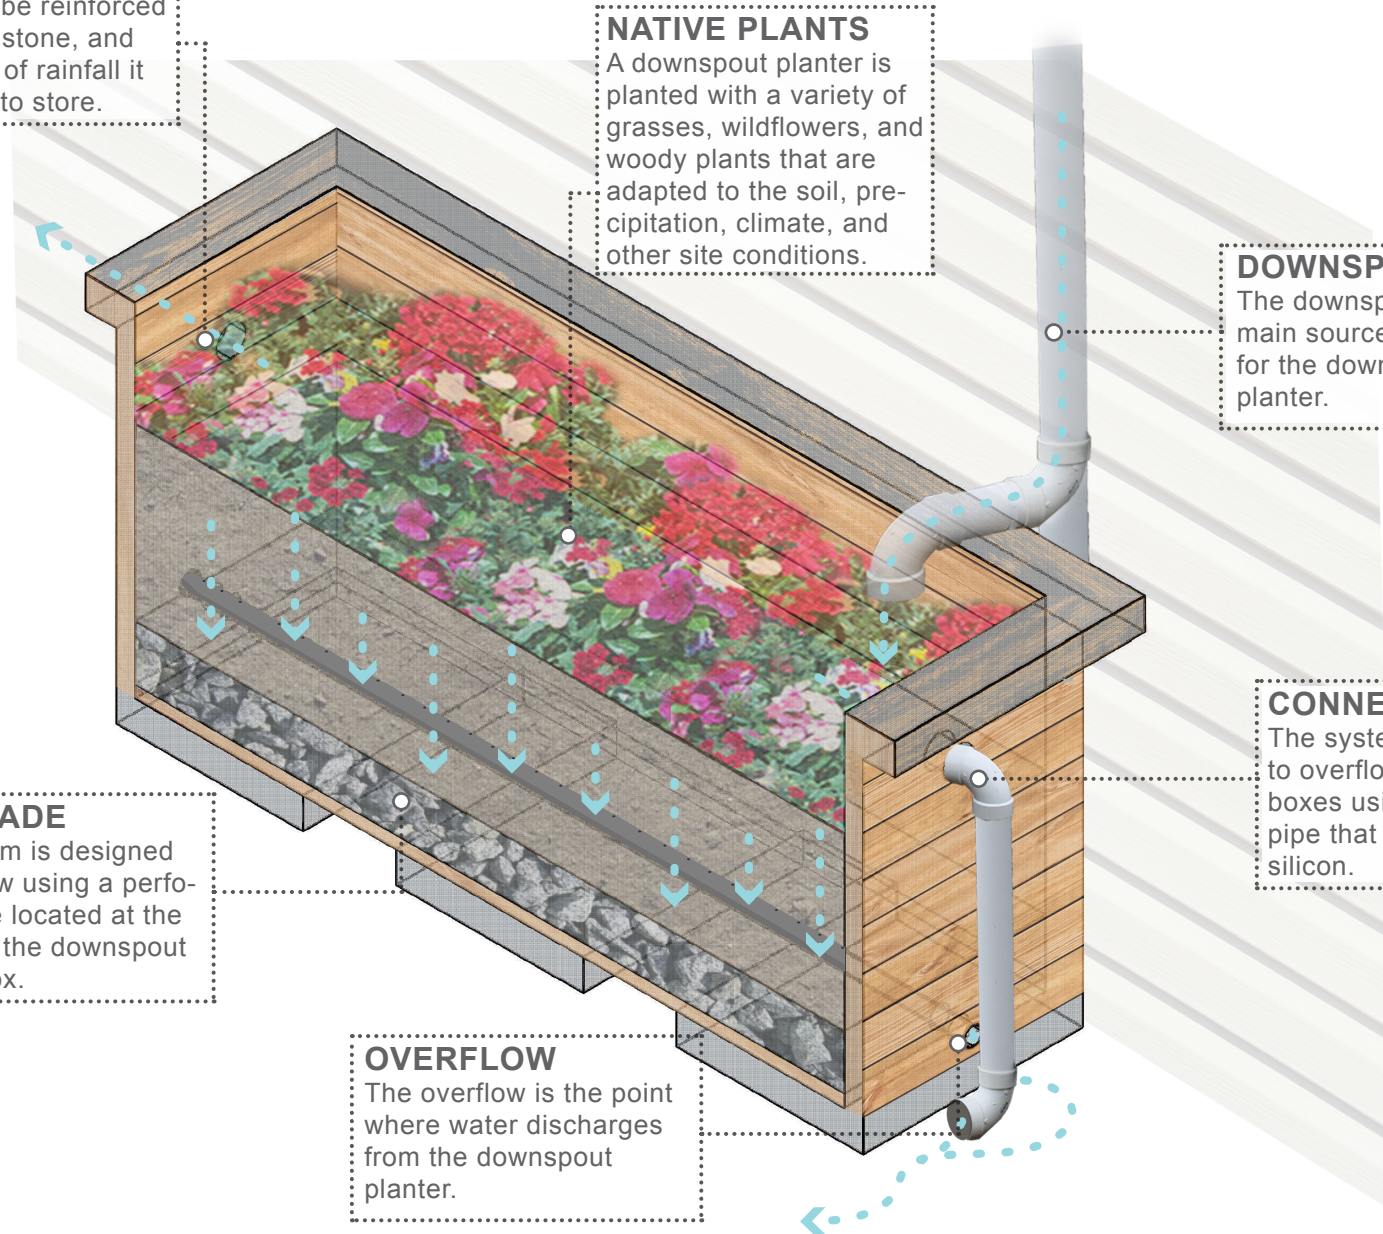 be reinforced
stone, and
of rainfall it
to store.
NATIVE PLANTS
A downspout planter is
planted with a variety of
grasses, wildflowers, and
woody plants that are
adapted to the soil, pre-
cipitation, climate, and
other site conditions.
DOWNSP
The downsp
main source
for the down
planter.
CONNE
The syste
to overflo
boxes usi
pipe that
silicon.
ADE
m is designed
w using a perfo-
e located at the
the downspout
ox.
OVERFLOW
The overflow is the point
where water discharges
from the downspout
planter.